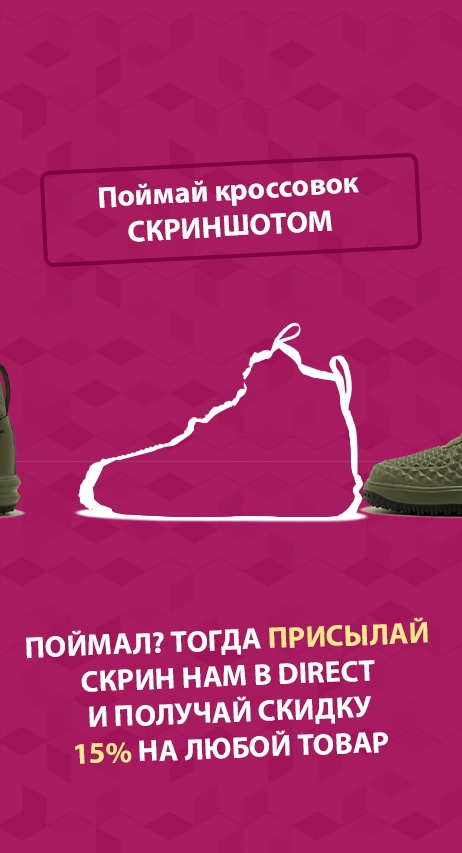 Поймай кроссовок
СКРИНШОТОМ
ПОЙМАЛ? ТОГДА ПРИСЫЛАЙ
СКРИН НАМ В DIRECT
И ПОЛУЧАЙ СКИДКУ
15% НА ЛЮБОЙ ТОВАР